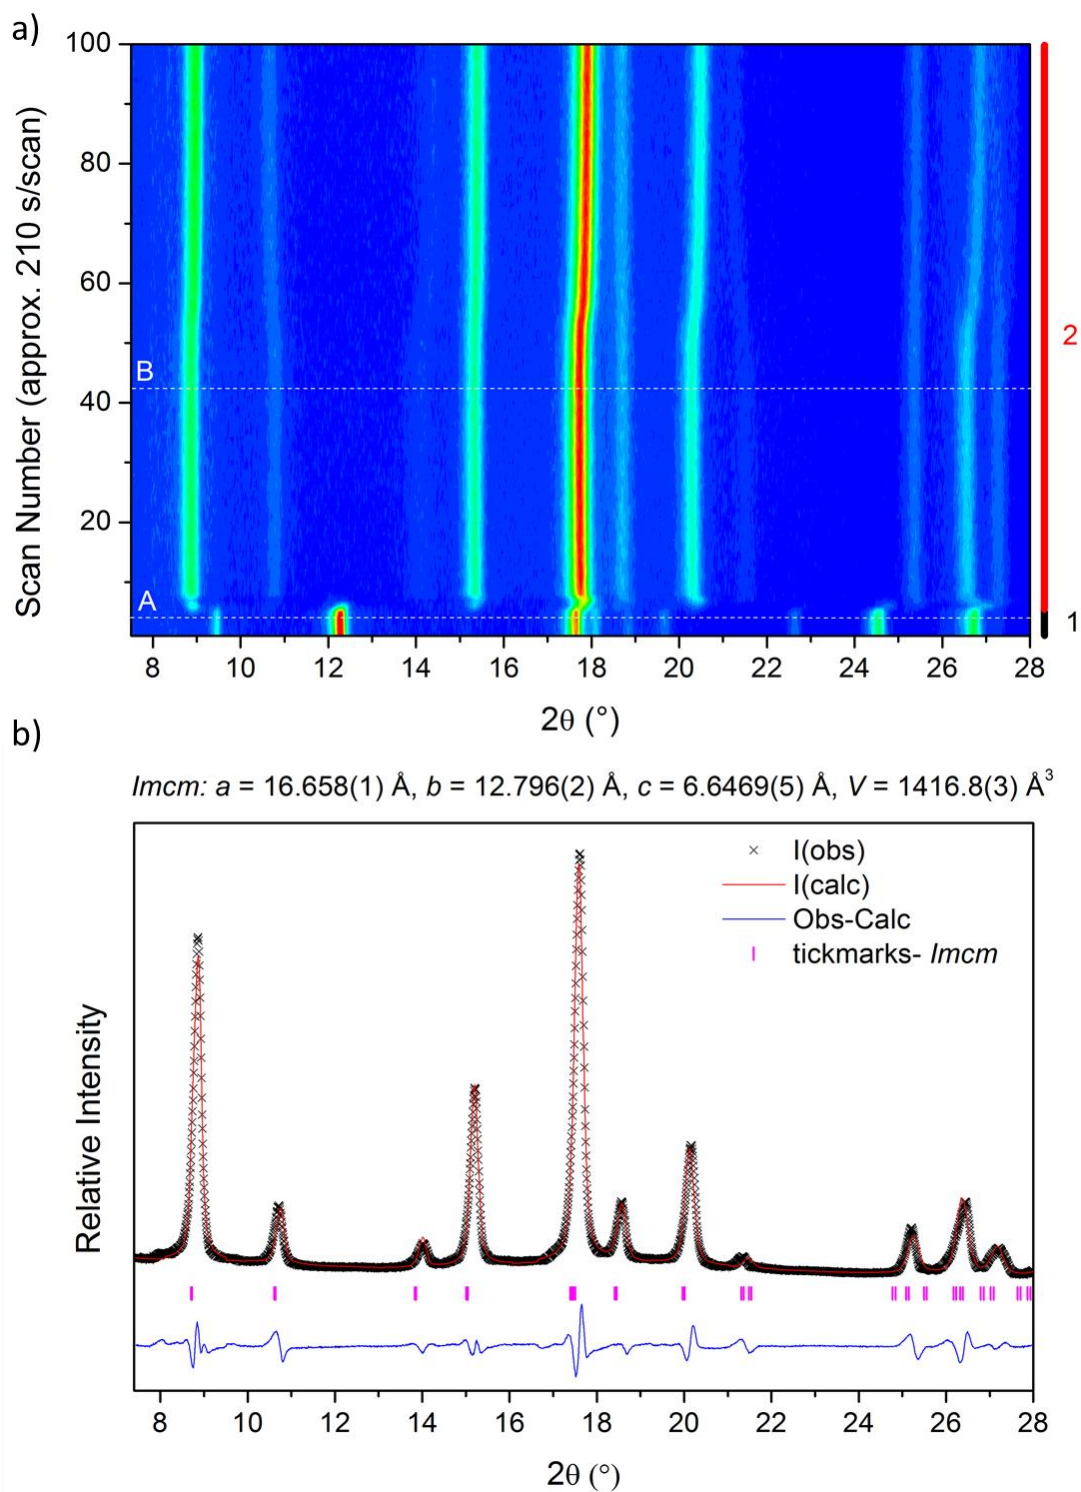 a)
100
80
60
40
20
Scan Number (approx. 210 s/scan)
B
A
2
1
8 10 12 14 16 18 20 22 24 26 28
2θ (°)
b)
Imcm: a = 16.658(1) Å, b = 12.796(2) Å, c = 6.6469(5) Å, V = 1416.8(3) Å³
I(obs)
I(calc)
Obs-Calc
tickmarks- Imcm
Relative Intensity
8 10 12 14 16 18 20 22 24 26 28
2θ (°)